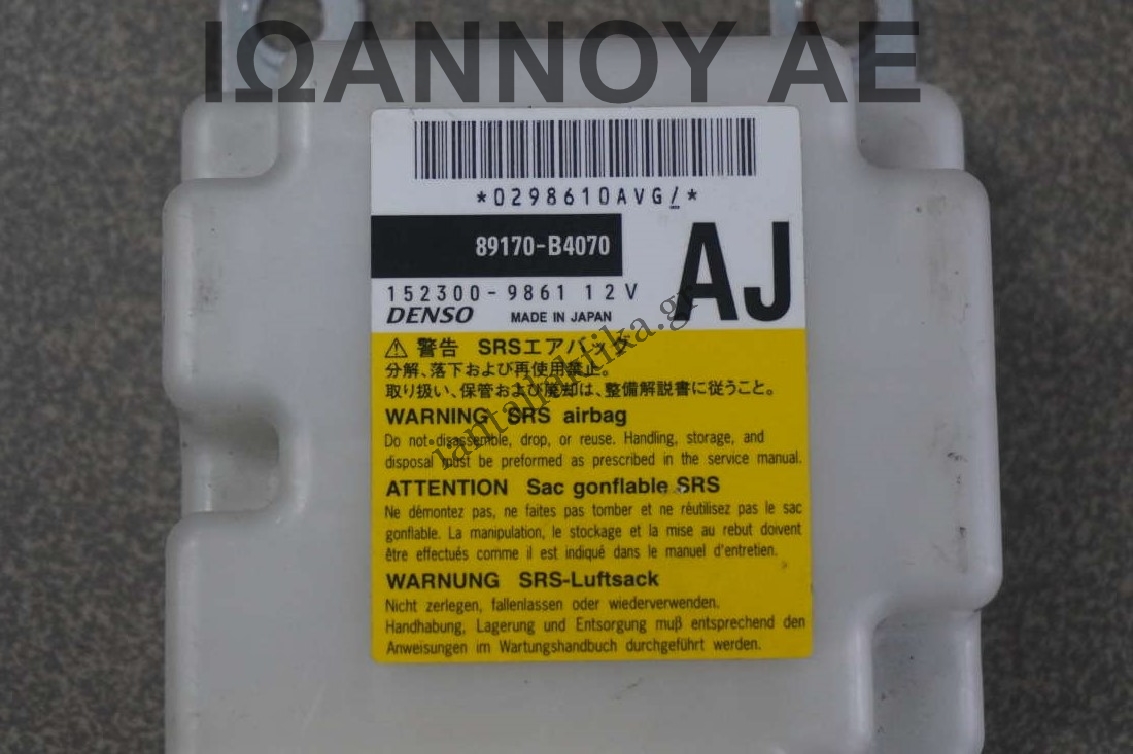 ΙΩΑΝΝΟΥ ΑΕ
*0298610AVG/*
89170-B4070
AJ
152300-9861 12V
DENSO MADE IN JAPAN
⚠ 警告 SRSエアバッグ
分解、落下および再使用禁止。
取り扱い、保管および廃却は、整備解説書に従うこと。
WARNING SRS airbag
Do not disassemble, drop, or reuse. Handling, storage, and
disposal must be preformed as prescribed in the service manual.
ATTENTION Sac gonflable SRS
Ne démontez pas, ne faites pas tomber et ne réutilisez pas le sac
gonflable. La manipulation, le stockage et la mise au rebut doivent
être effectués comme il est indiqué dans le manuel d'entretien.
WARNUNG SRS-Luftsack
Nicht zerlegen, fallenlassen oder wiederverwenden.
Handhabung, Lagerung und Entsorgung muß entsprechend den
Anweisungen im Wartungshandbuch durchgeführt werden.